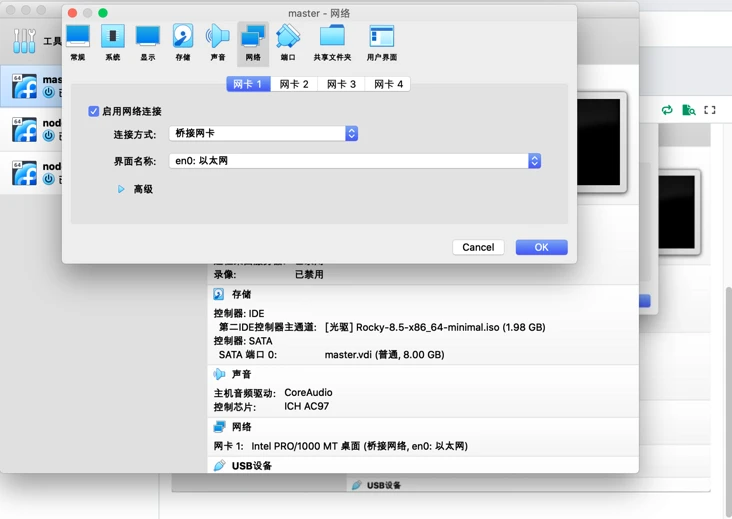 master - 网络
工具
常规 系统 显示 存储 声音 网络 端口 共享文件夹 用户界面
网卡 1 网卡 2 网卡 3 网卡 4
启用网络连接
连接方式: 桥接网卡
界面名称: en0: 以太网
高级
Cancel OK
64
64
64
录像: 已禁用
存储
控制器: IDE
第二IDE控制器主通道: [光驱] Rocky-8.5-x86_64-minimal.iso (1.98 GB)
控制器: SATA
SATA 端口 0: master.vdi (普通, 8.00 GB)
声音
主机音频驱动: CoreAudio
控制芯片: ICH AC97
网络
网卡 1: Intel PRO/1000 MT 桌面 (桥接网络, en0: 以太网)
USB设备
USB设备